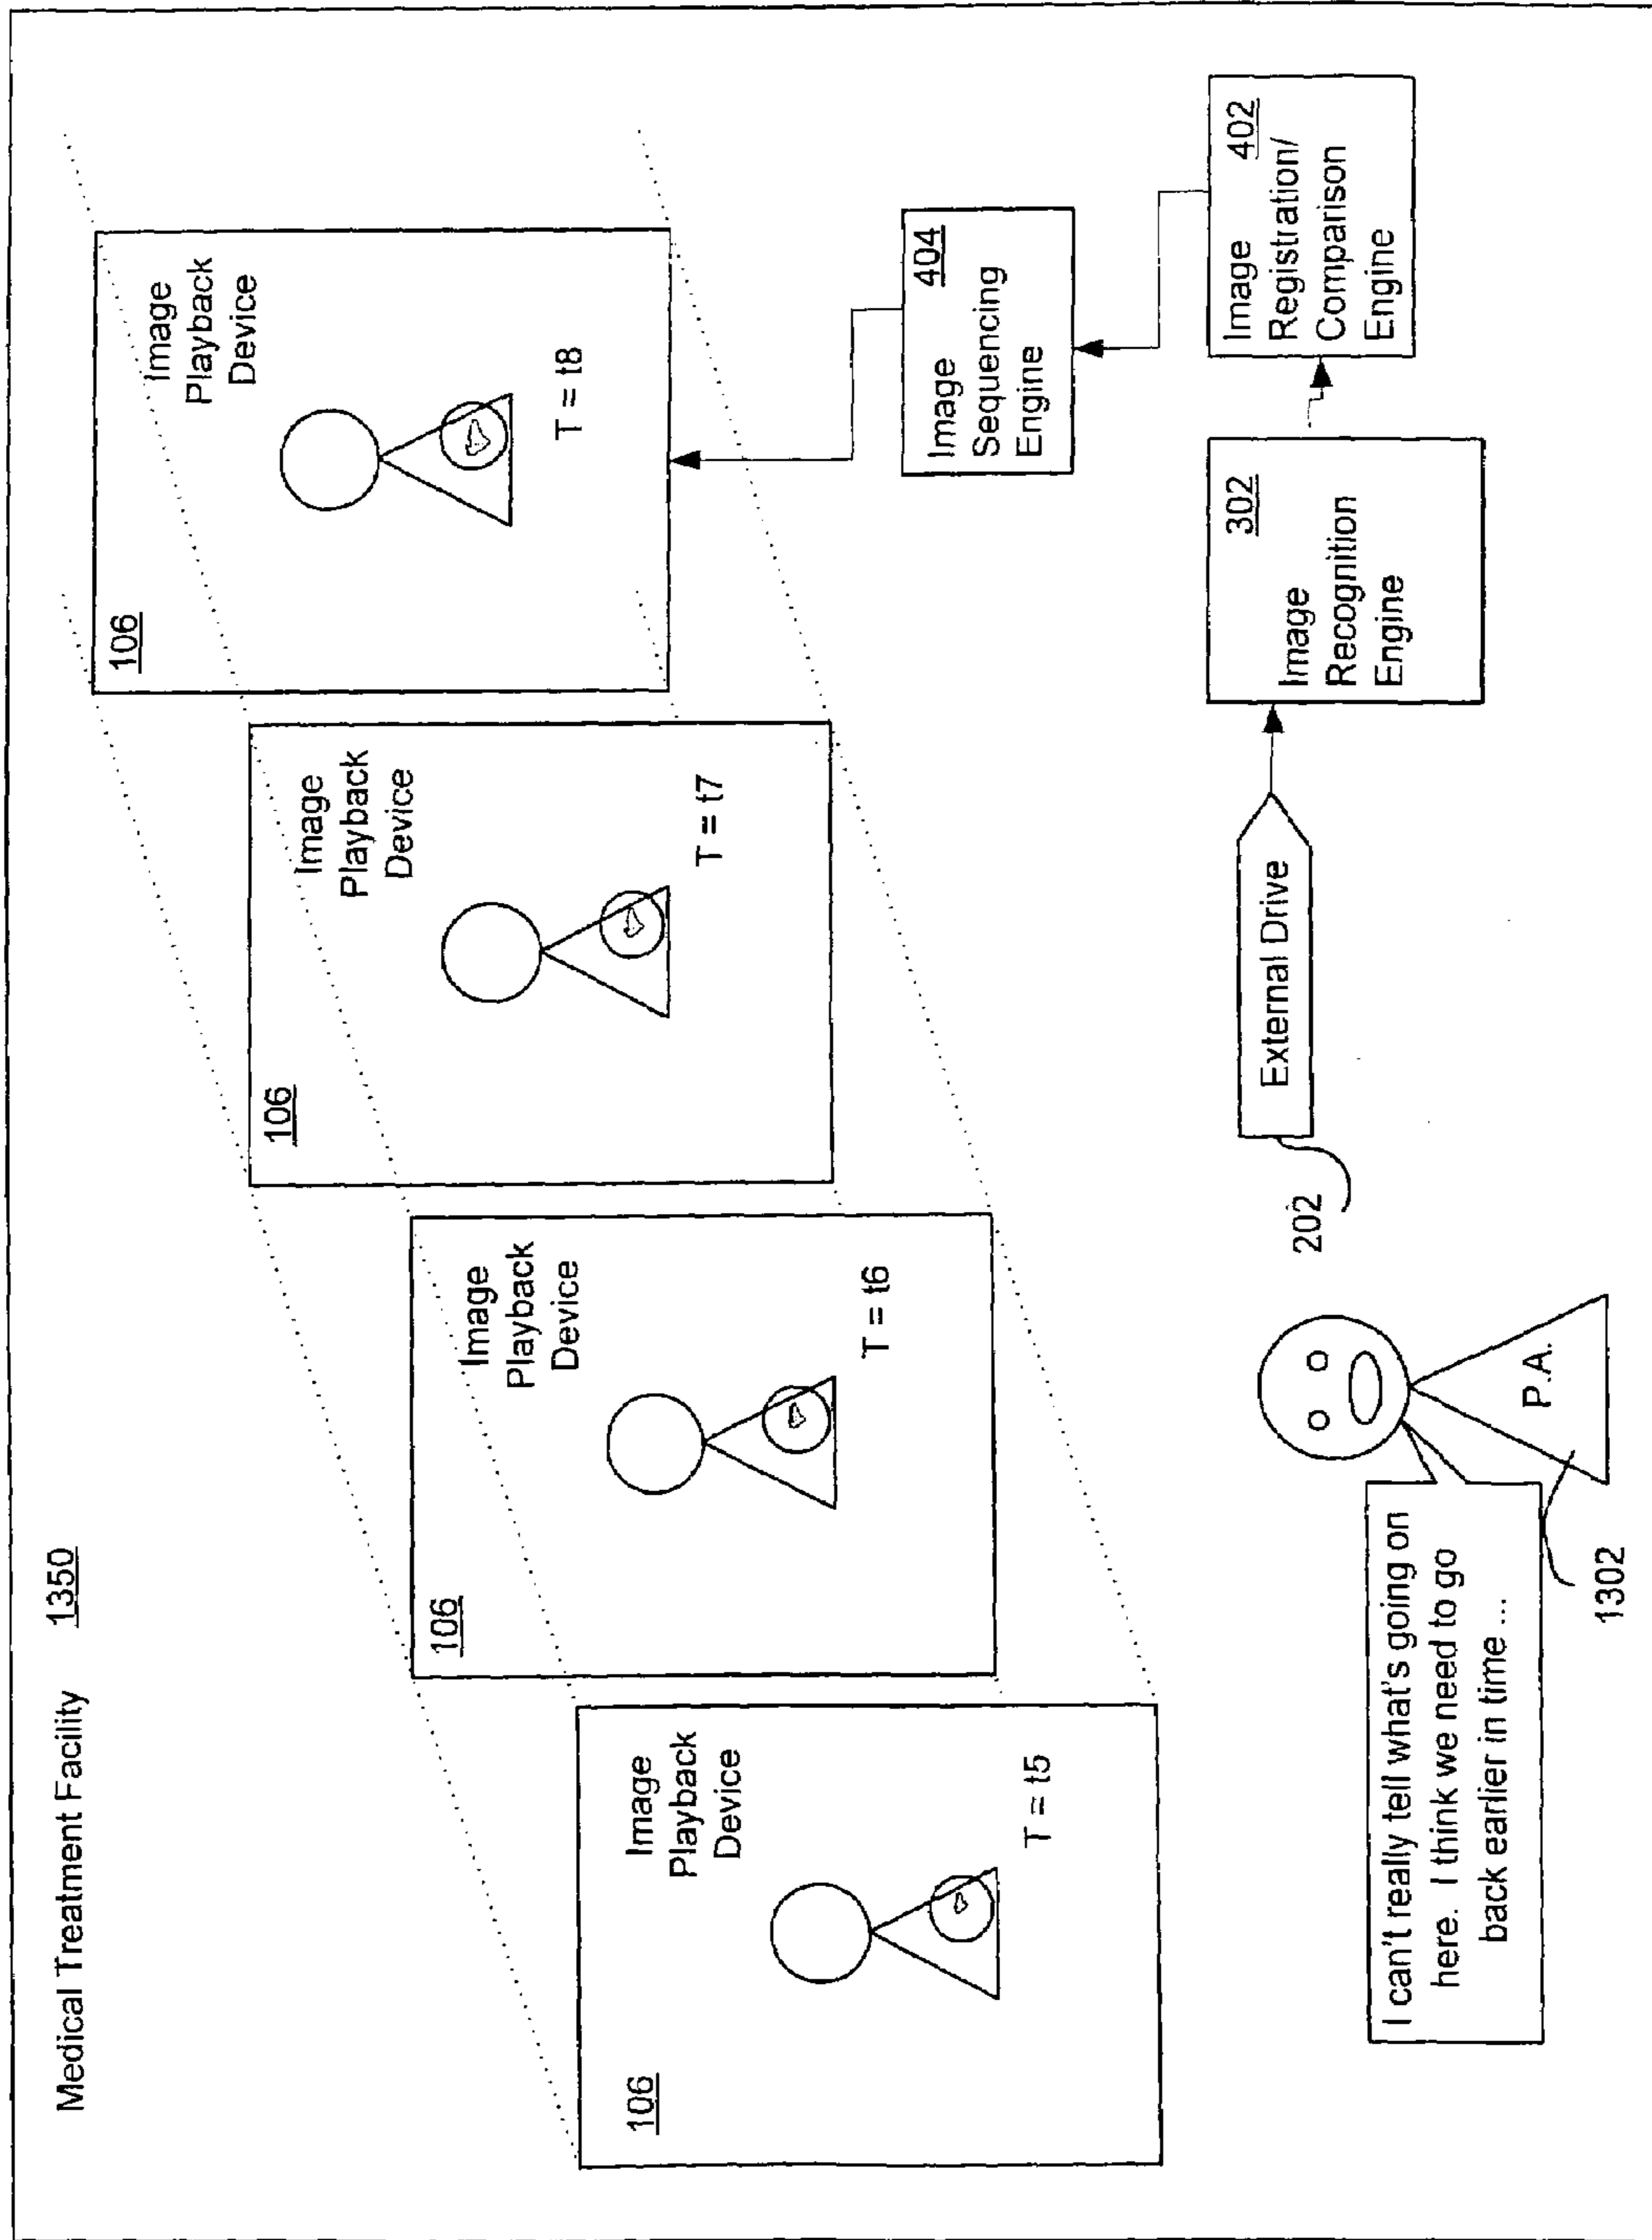 Medical Treatment Facility 1350
106
Image
Playback
Device
T = t5
106
Image
Playback
Device
T = t6
106
Image
Playback
Device
T = t7
106
Image
Playback
Device
T = t8
404
Image
Sequencing
Engine
402
Image
Registration/
Comparison
Engine
302
Image
Recognition
Engine
External Drive
202
I can't really tell what's going on
here. I think we need to go
back earlier in time ...
P.A.
1302